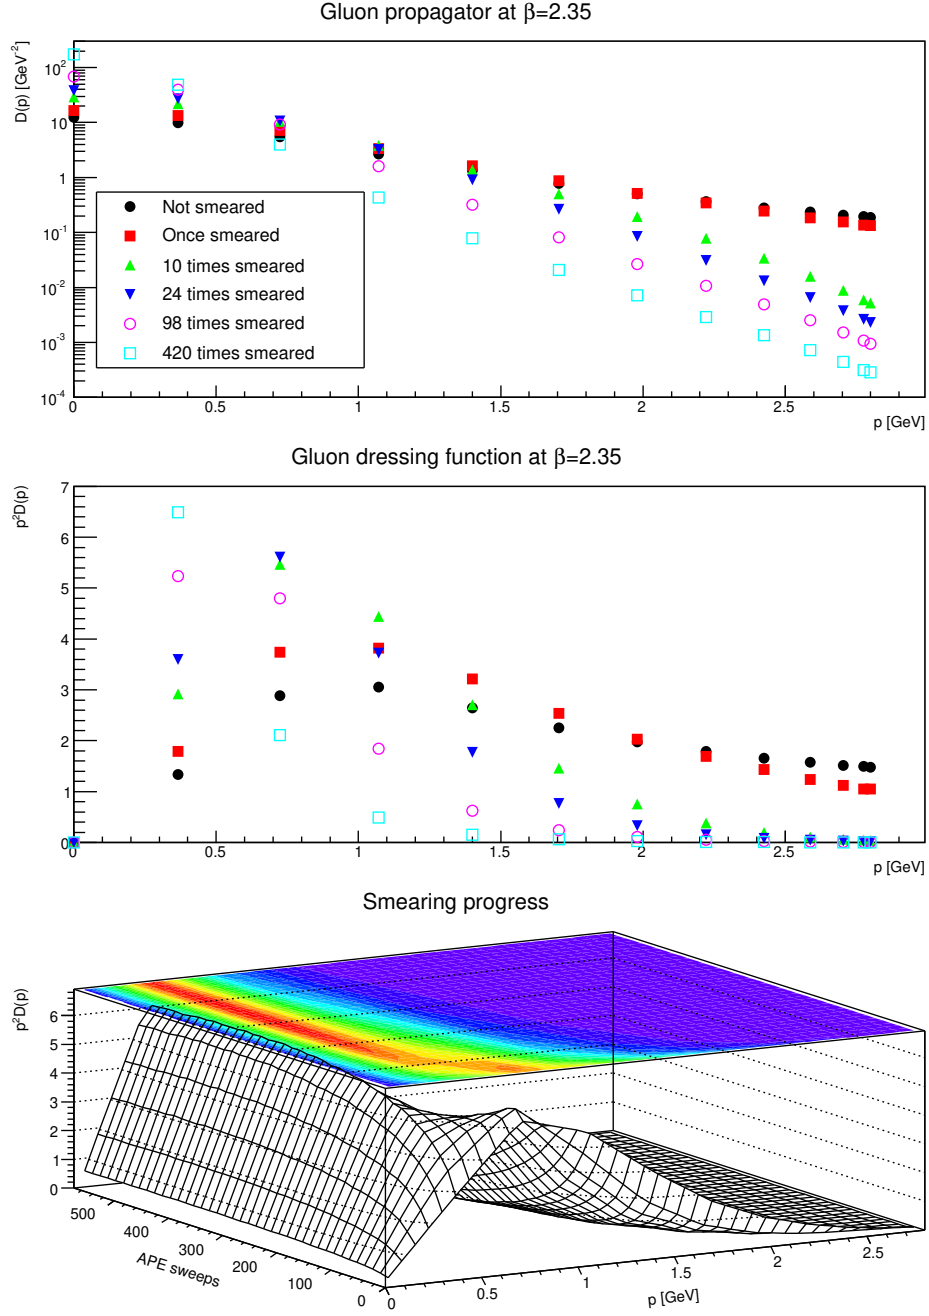 Gluon propagator at β=2.35
D(p) [GeV⁻²]
10²
10
1
10⁻¹
10⁻²
10⁻³
10⁻⁴
Not smeared
Once smeared
10 times smeared
24 times smeared
98 times smeared
420 times smeared
0 0.5 1 1.5 2 2.5
p [GeV]
Gluon dressing function at β=2.35
p²D(p)
7
6
5
4
3
2
1
0
0 0.5 1 1.5 2 2.5
p [GeV]
Smearing progress
p²D(p)
6
5
4
3
2
1
0
500 400 300 200 100 0
APE sweeps
0 0.5 1 1.5 2 2.5
p [GeV]